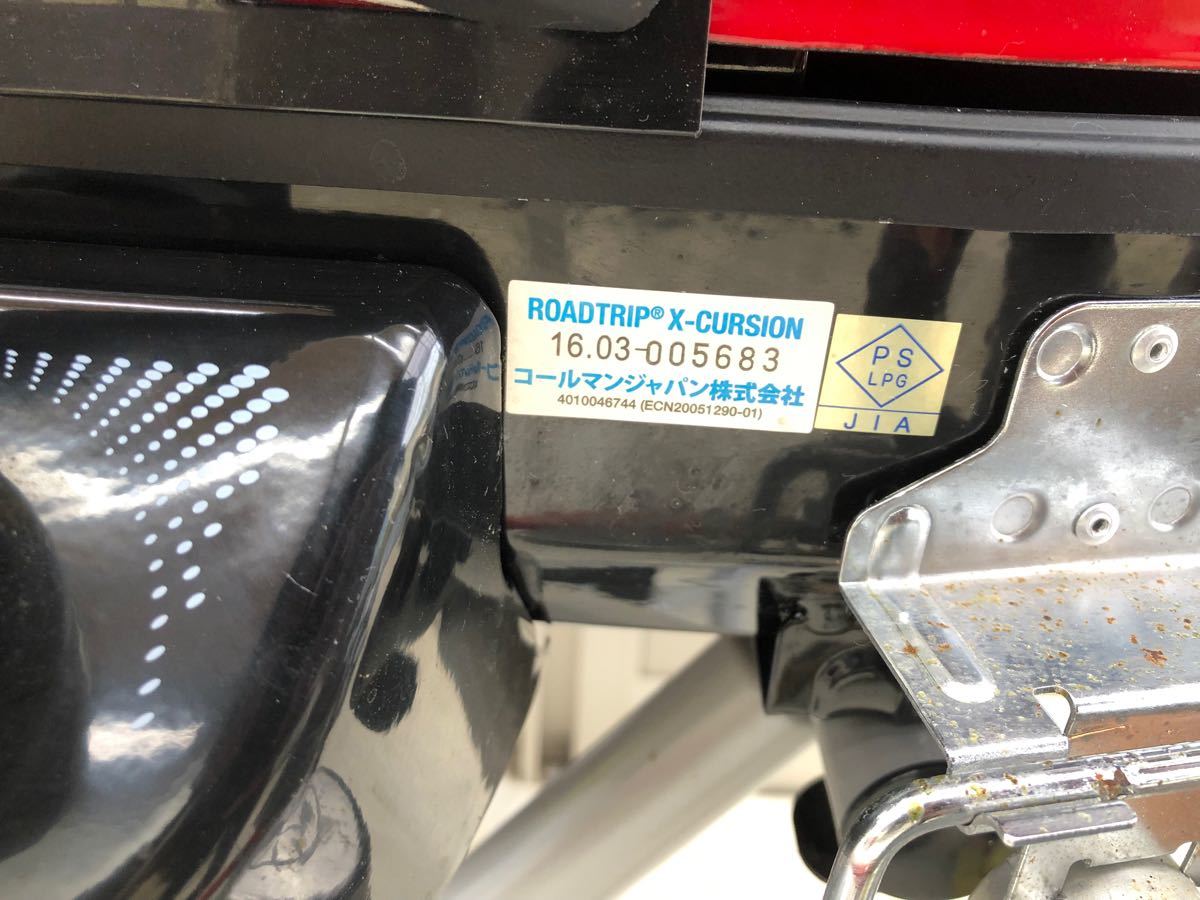 ROADTRIP® X-CURSION
16.03-005683
コールマンジャパン株式会社
4010046744 (ECN20051290-01)
PS
LPG
JIA